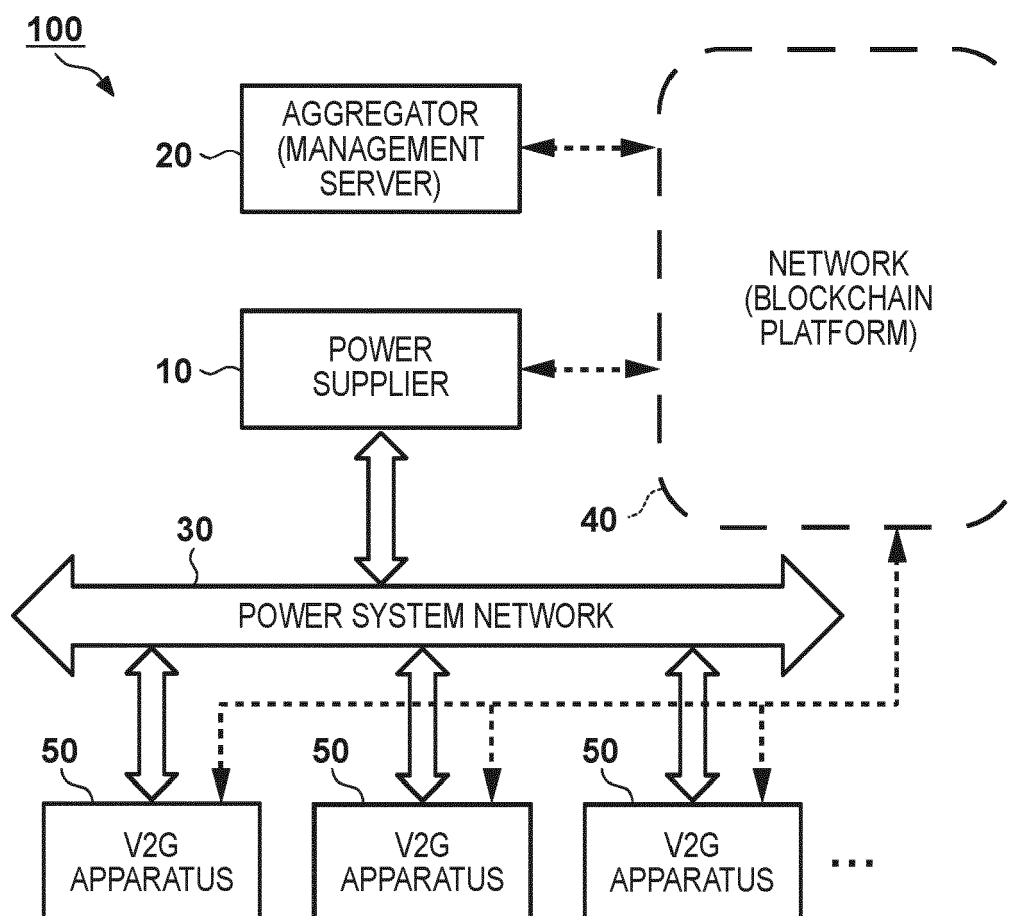 100
AGGREGATOR
(MANAGEMENT
SERVER)
20
NETWORK
(BLOCKCHAIN
PLATFORM)
POWER
SUPPLIER
10
40
30
POWER SYSTEM NETWORK
50
50
50
V2G
APPARATUS
V2G
APPARATUS
V2G
APPARATUS
...